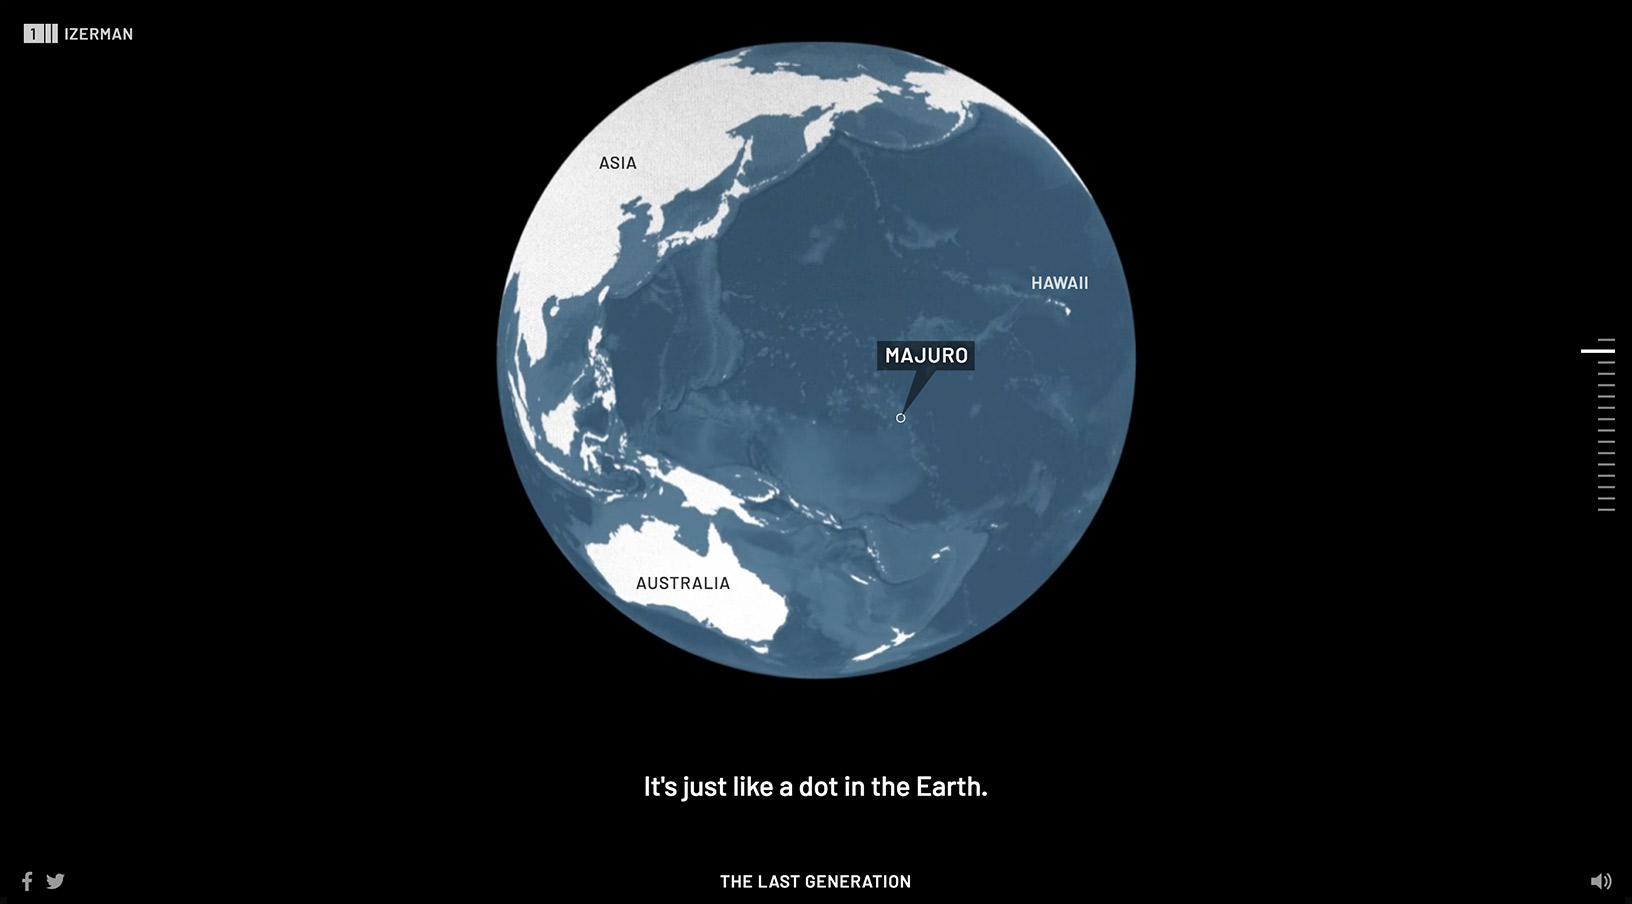 1 IZERMAN
ASIA
HAWAII
MAJURO
AUSTRALIA
It's just like a dot in the Earth.
THE LAST GENERATION